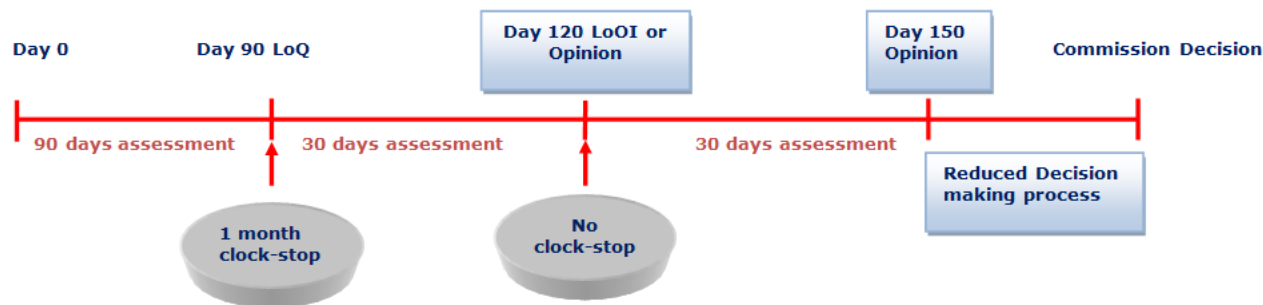 Day 0
Day 90 LoQ
Day 120 LoOI or
Opinion
Day 150
Opinion
Commission Decision
90 days assessment
30 days assessment
30 days assessment
1 month
clock-stop
No
clock-stop
Reduced Decision
making process